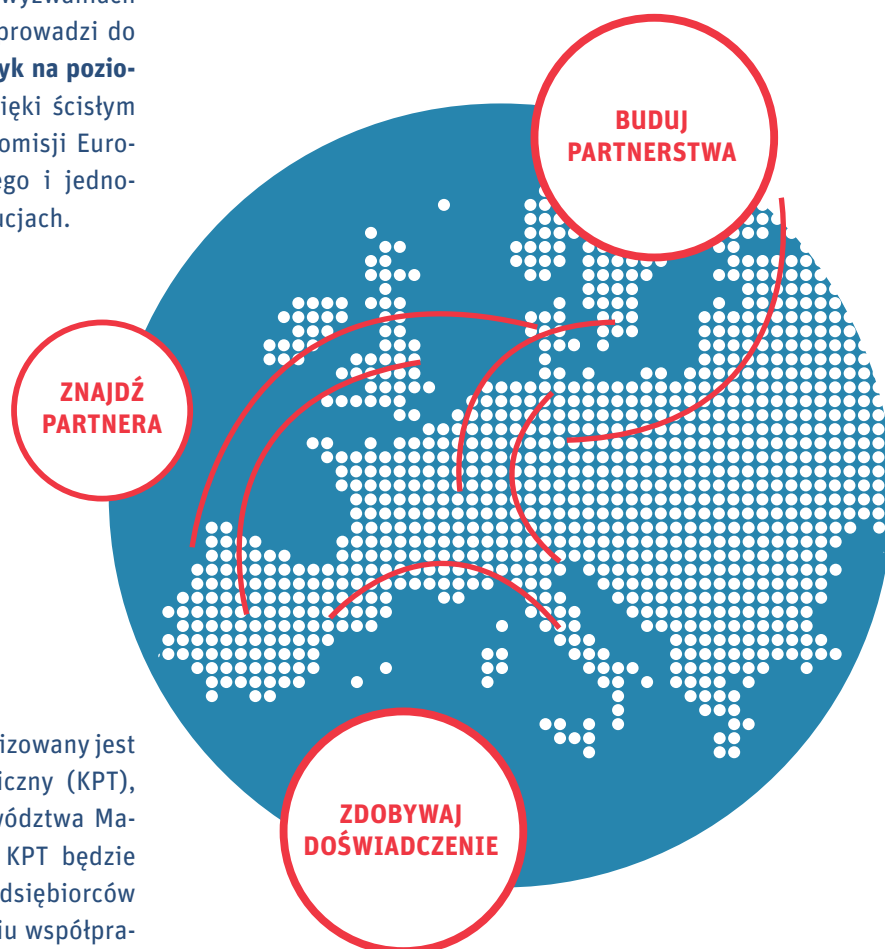 prowadzi do
yk na pozio-
ięki ścisłym
omisji Euro-
ego i jedno-
ucjach.
BUDUJ
PARTNERSTWA
ZNAJDŹ
PARTNERA
izowany jest
iczny (KPT),
wództwa Ma-
KPT będzie
dsiębiorców
iu współpra-
ZDOBYWAJ
DOŚWIADCZENIE